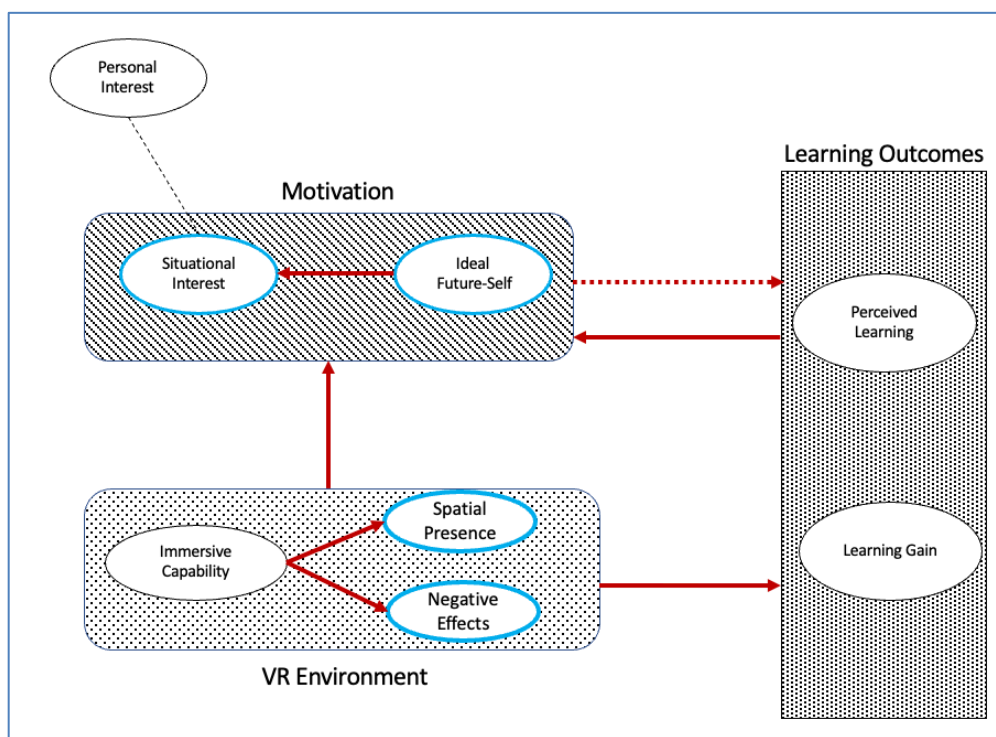 Personal
Interest
Learning Outcomes
Motivation
Situational
Interest
Ideal
Future-Self
Perceived
Learning
Spatial
Presence
Immersive
Capability
Learning Gain
Negative
Effects
VR Environment